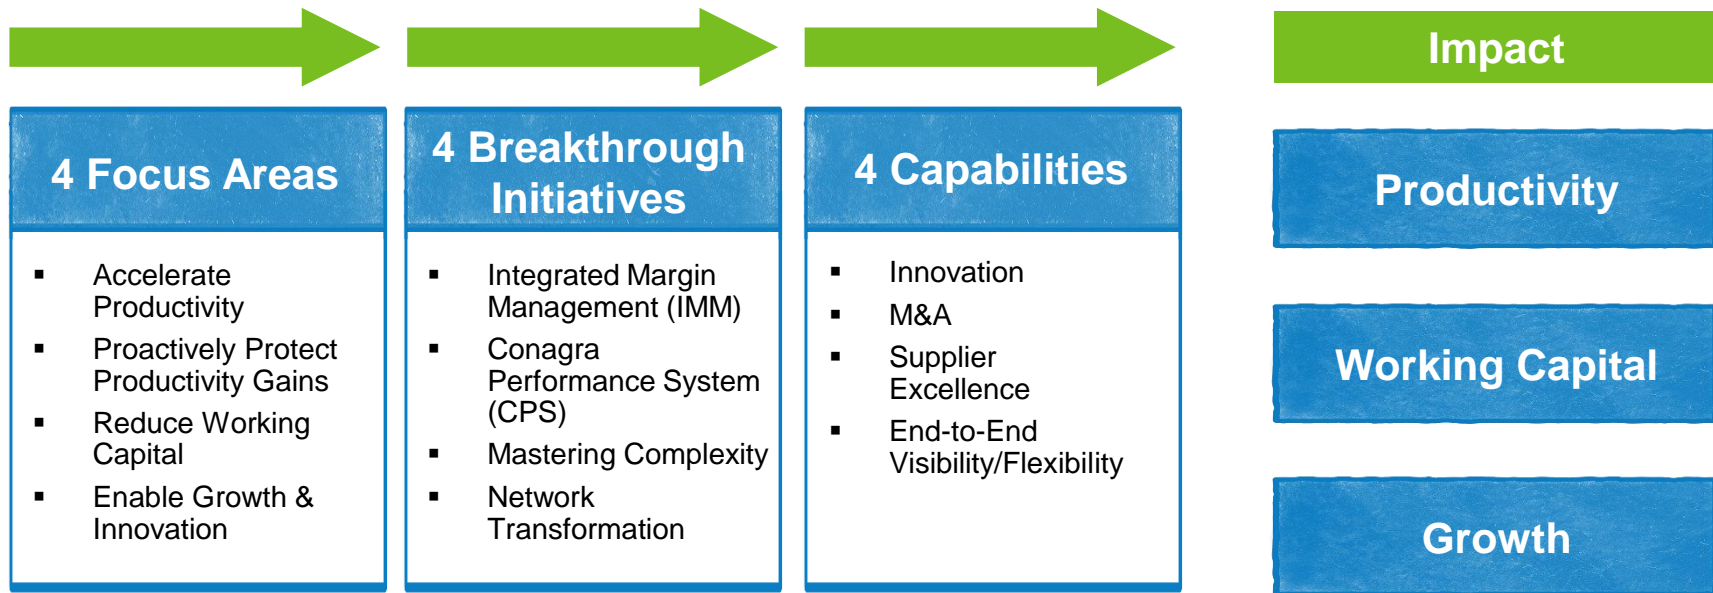 Impact
4 Focus Areas
▪ Accelerate
Productivity
▪ Proactively Protect
Productivity Gains
▪ Reduce Working
Capital
▪ Enable Growth &
Innovation
4 Breakthrough
Initiatives
▪ Integrated Margin
Management (IMM)
▪ Conagra
Performance System
(CPS)
▪ Mastering Complexity
▪ Network
Transformation
4 Capabilities
▪ Innovation
▪ M&A
▪ Supplier
Excellence
▪ End-to-End
Visibility/Flexibility
Productivity
Working Capital
Growth